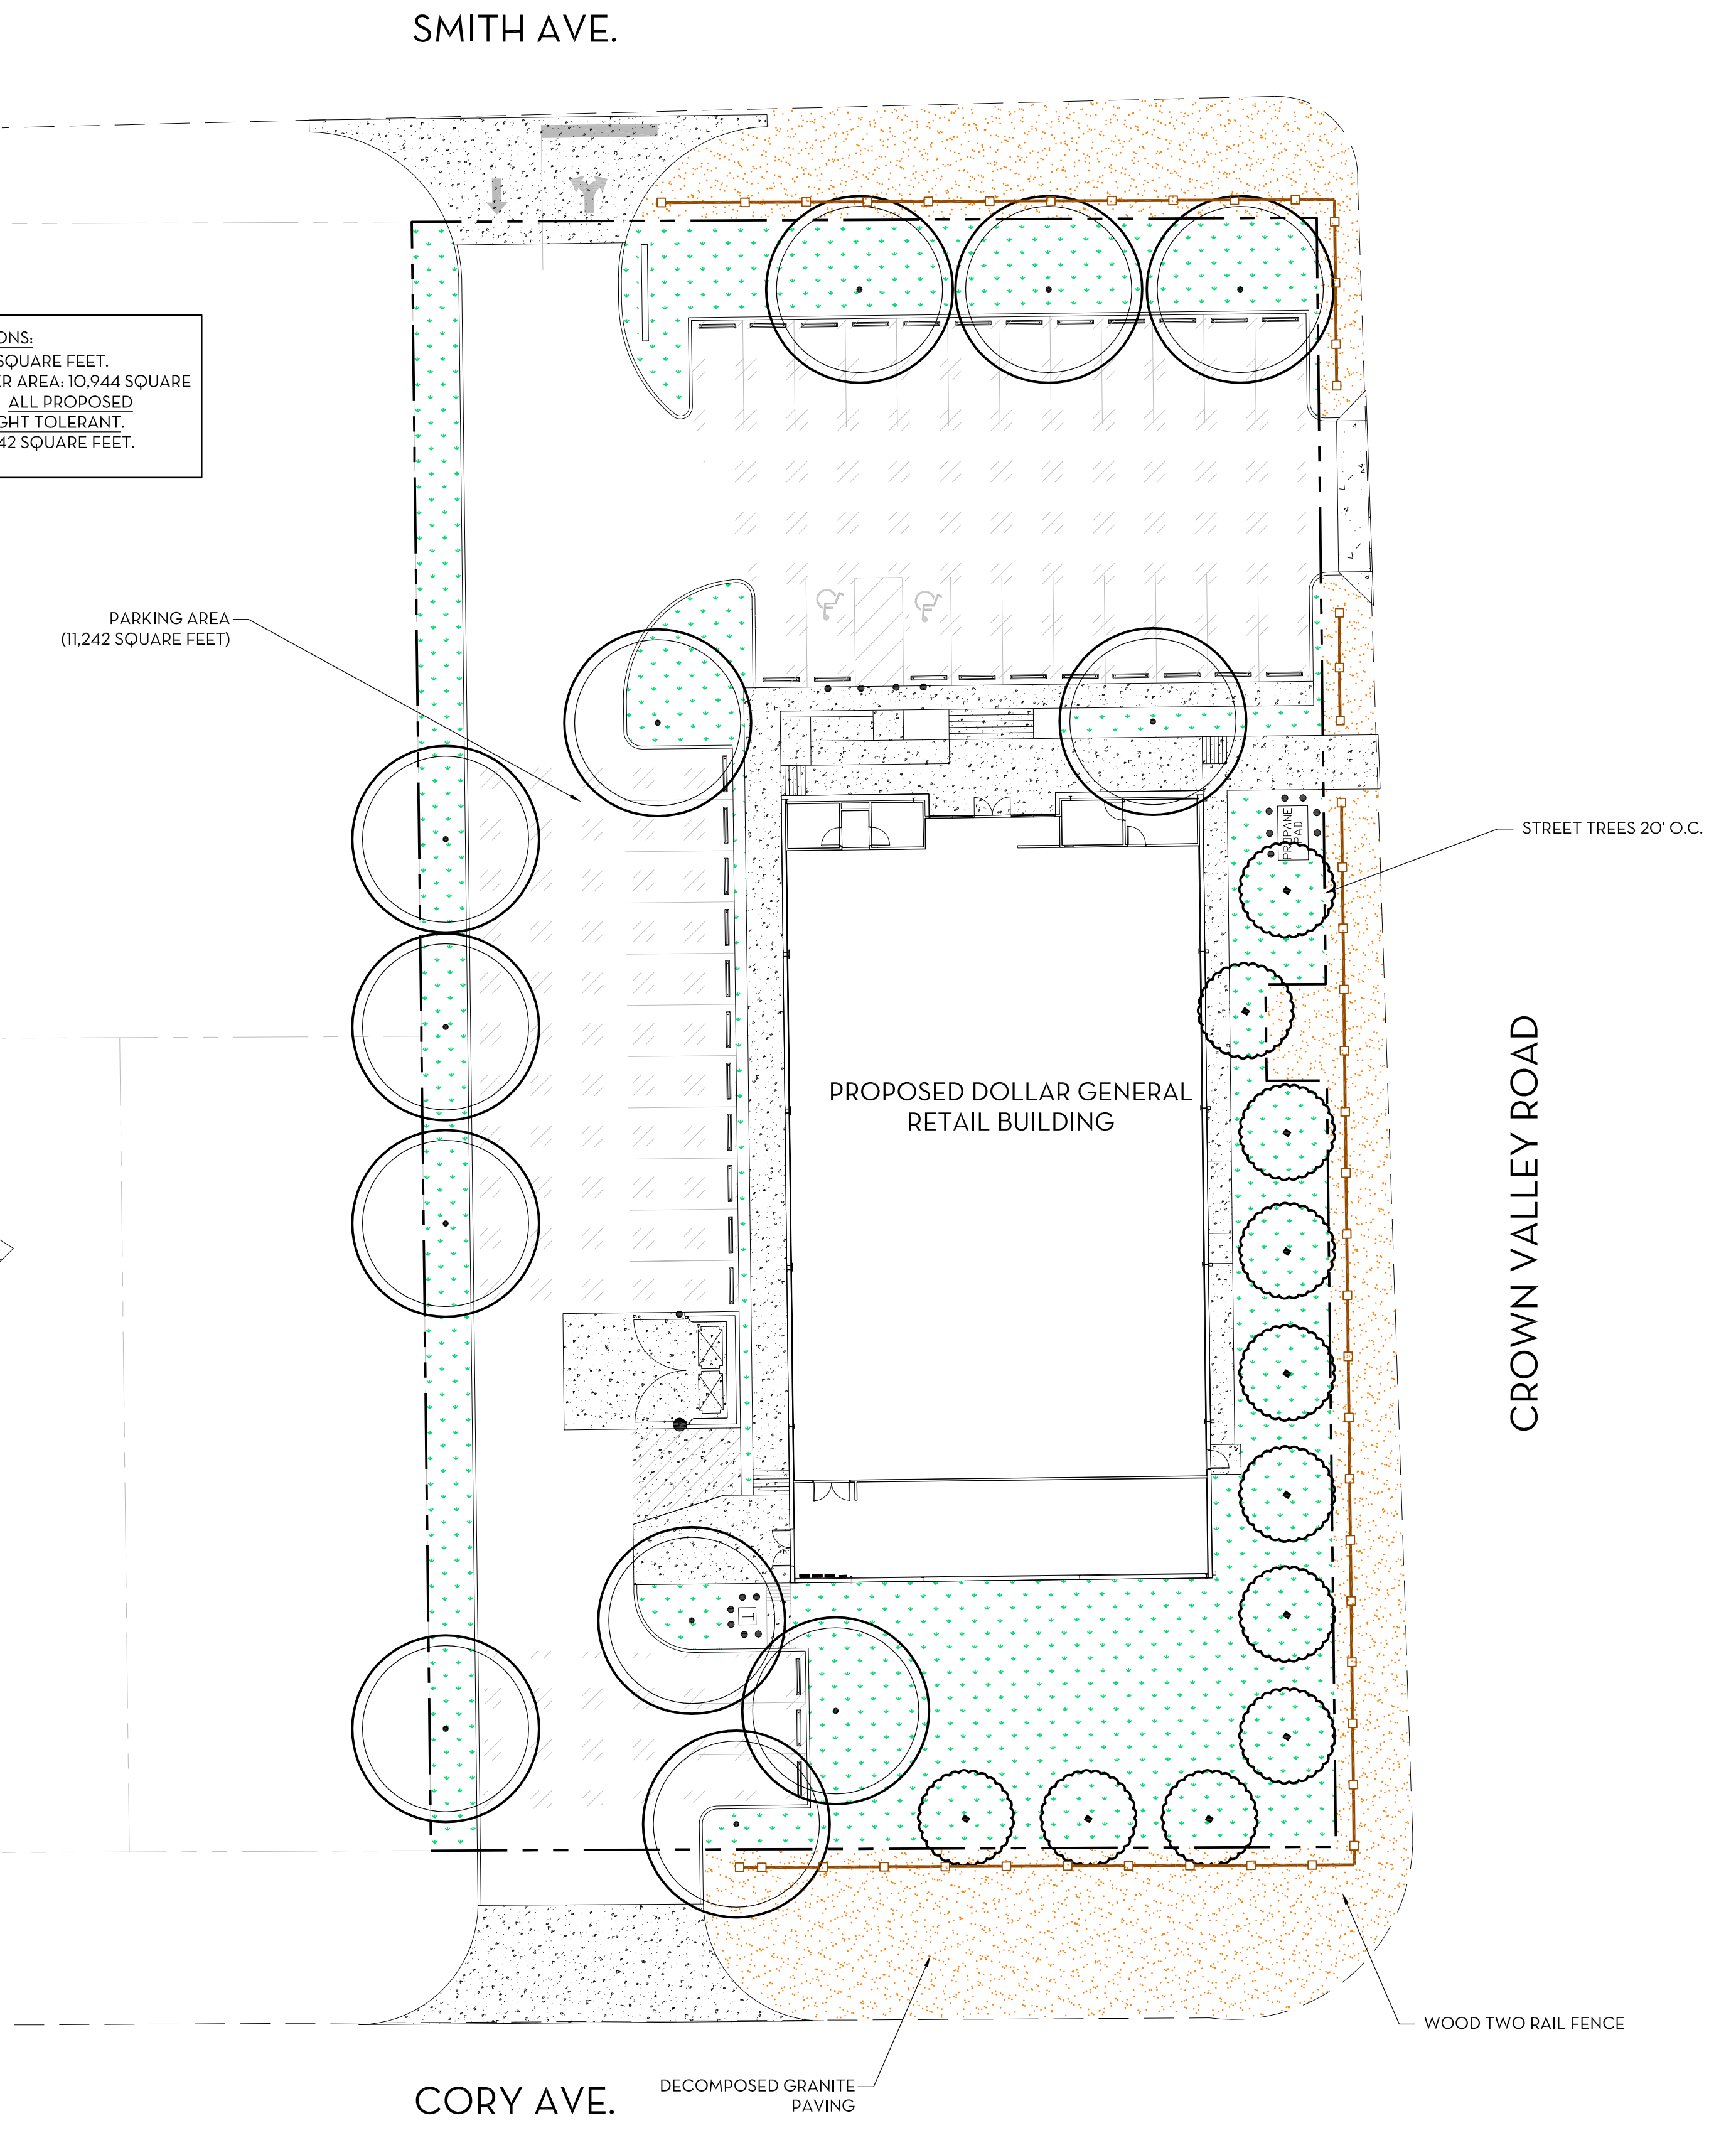 SMITH AVE.
ONS:
SQUARE FEET.
ER AREA: 10,944 SQUARE
ALL PROPOSED
GHT TOLERANT.
42 SQUARE FEET.
PARKING AREA
(11,242 SQUARE FEET)
PROPANE
PAD
STREET TREES 20' O.C.
PROPOSED DOLLAR GENERAL
RETAIL BUILDING
CROWN VALLEY ROAD
T
WOOD TWO RAIL FENCE
DECOMPOSED GRANITE
PAVING
CORY AVE.